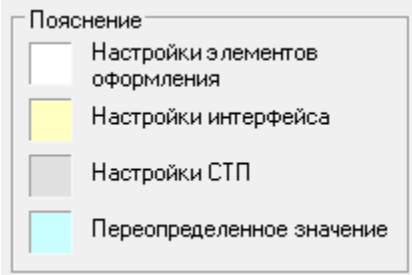 Пояснение
Настройки элементов
оформления
Настройки интерфейса
Настройки СТП
Переопределенное значение